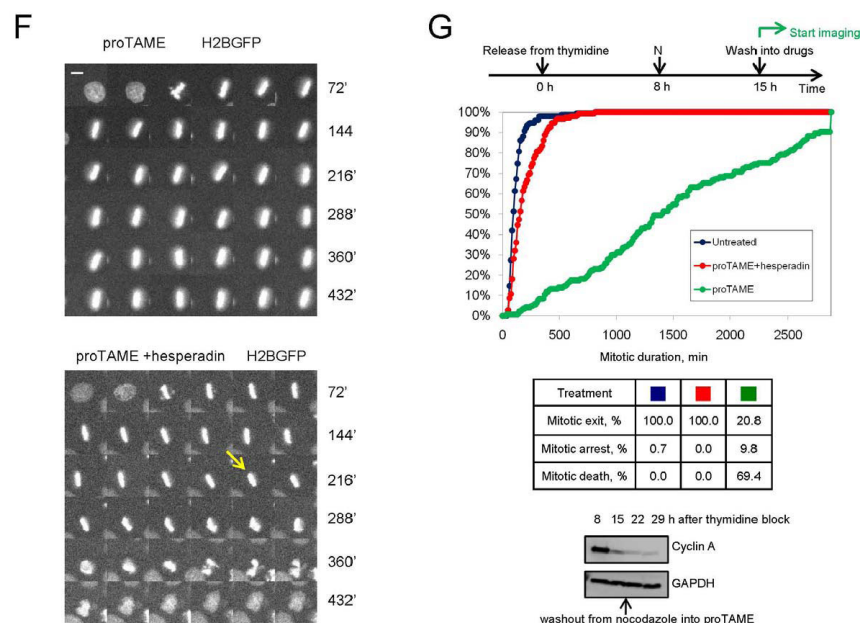 F
proTAME H2BGFP
72'
144
216'
288'
360'
432'
proTAME +hesperadin H2BGFP
72'
144'
216'
288'
360'
432'
G
Start imaging
Release from thymidine N Wash into drugs
0 h 8 h 15 h Time
100%
90%
80%
70%
60%
50%
40%
30%
20%
10%
0%
Untreated
proTAME+hesperadin
proTAME
0 500 1000 1500 2000 2500
Mitotic duration, min
Treatment
Mitotic exit, % 100.0 100.0 20.8
Mitotic arrest, % 0.7 0.0 9.8
Mitotic death, % 0.0 0.0 69.4
8 15 22 29 h after thymidine block
Cyclin A
GAPDH
washout from nocodazole into proTAME